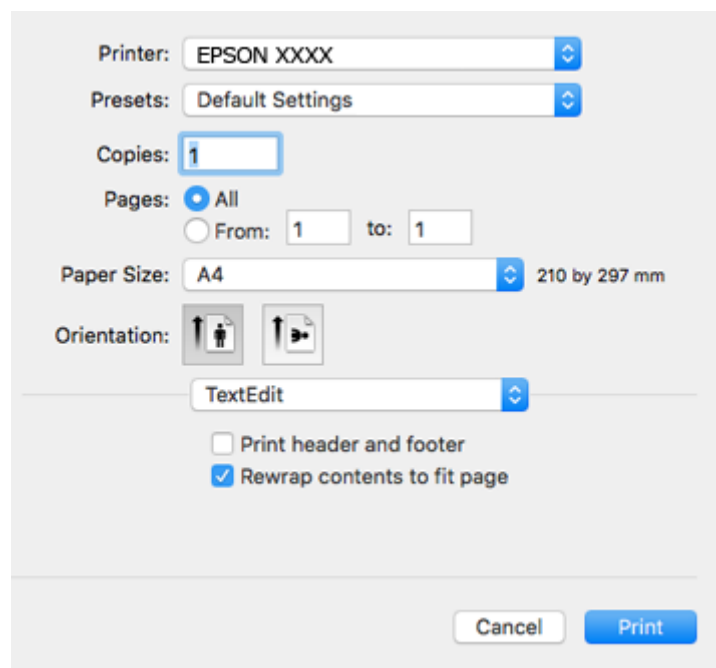 Printer: EPSON XXXX
Presets: Default Settings
Copies: 1
Pages: All
From: 1 to: 1
Paper Size: A4 210 by 297 mm
Orientation:
TextEdit
Print header and footer
Rewrap contents to fit page
Cancel Print